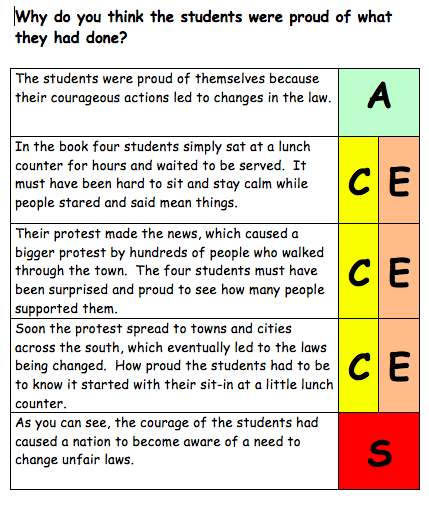 Why do you think the students were proud of what
they had done?
The students were proud of themselves because
their courageous actions led to changes in the law.
A
In the book four students simply sat at a lunch
counter for hours and waited to be served.  It
must have been hard to sit and stay calm while
people stared and said mean things.
C E
Their protest made the news, which caused a
bigger protest by hundreds of people who walked
through the town.  The four students must have
been surprised and proud to see how many people
supported them.
C E
Soon the protest spread to towns and cities
across the south, which eventually led to the laws
being changed.  How proud the students had to be
to know it started with their sit-in at a little lunch
counter.
C E
As you can see, the courage of the students had
caused a nation to become aware of a need to
change unfair laws.
S